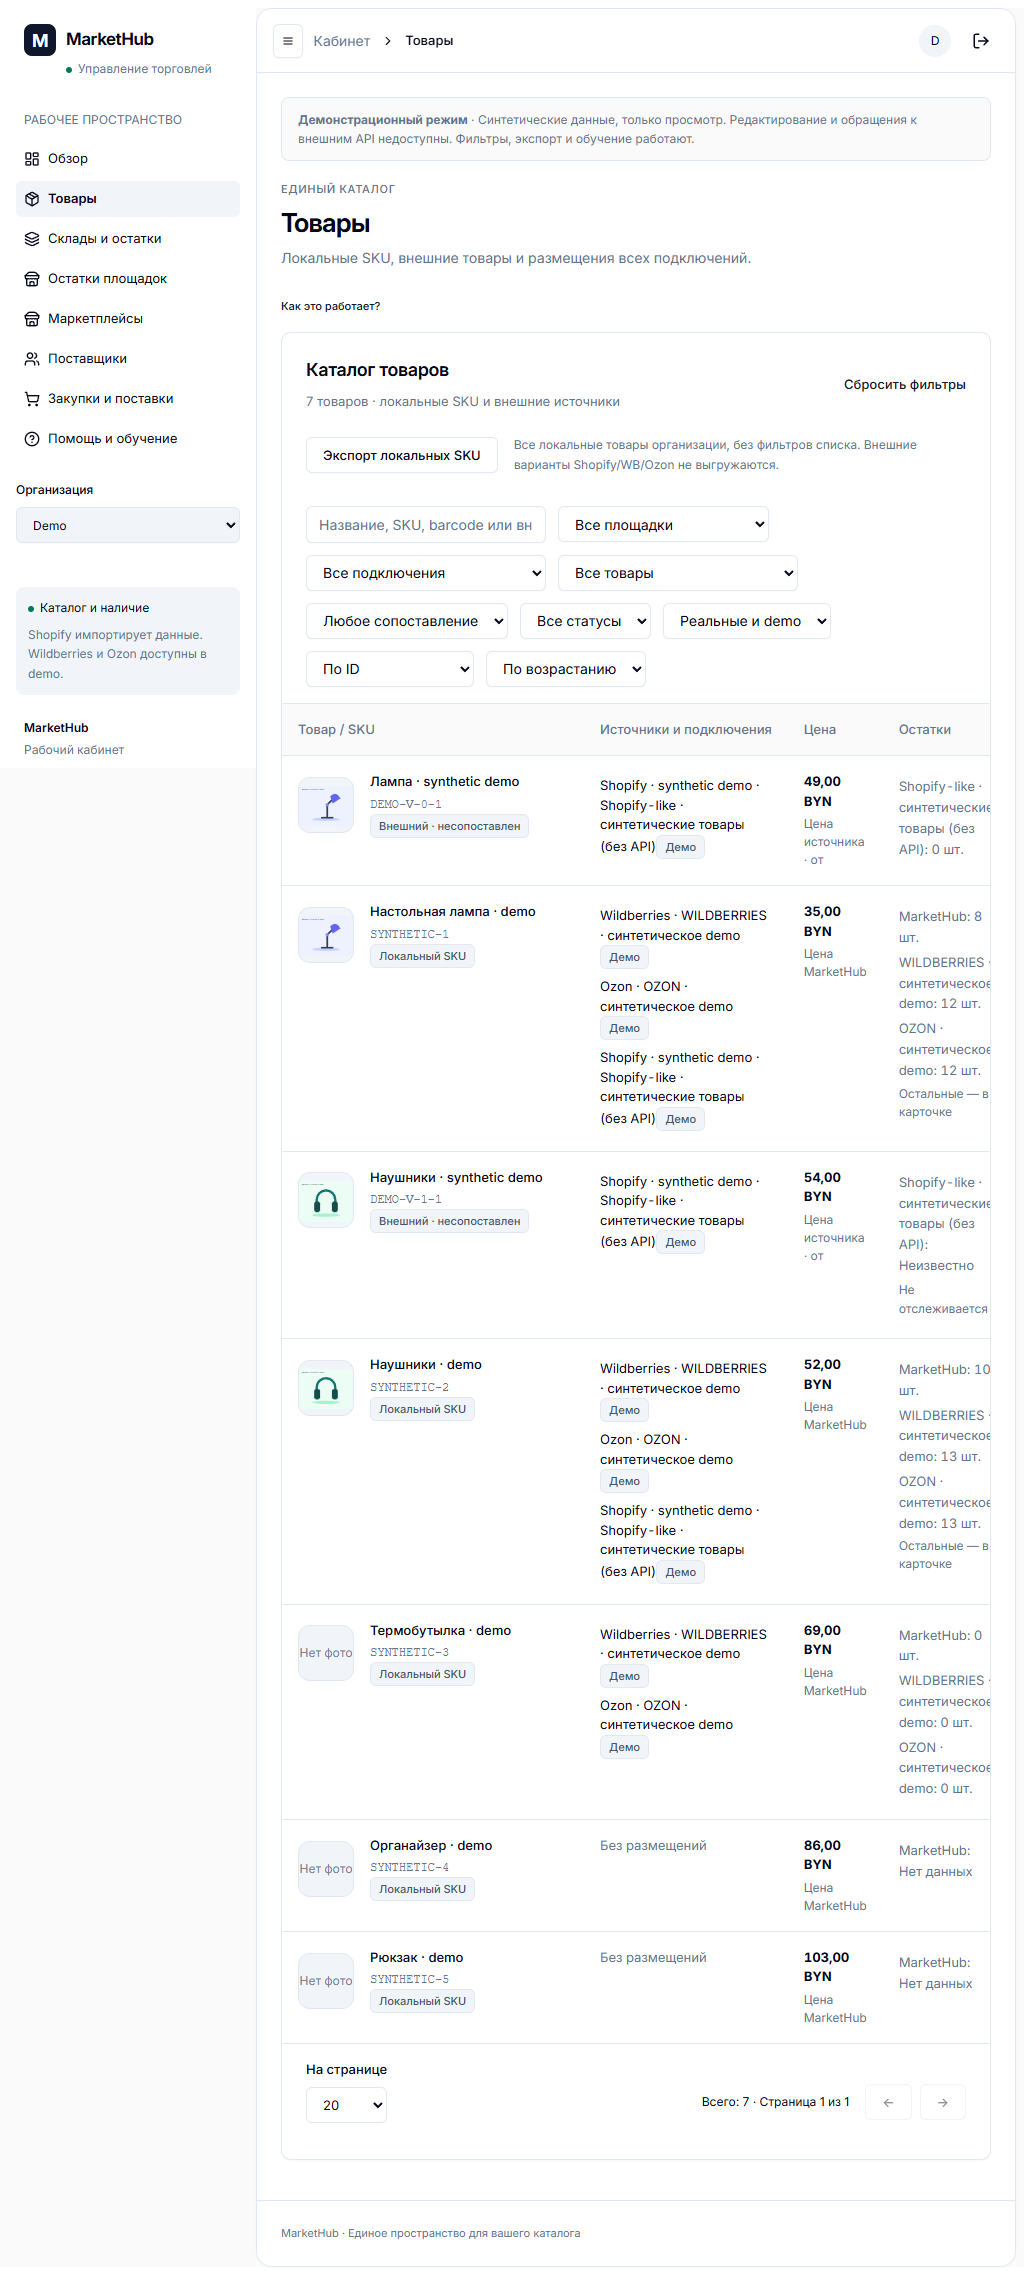 M MarketHub
Управление торговлей
РАБОЧЕЕ ПРОСТРАНСТВО
Обзор
Товары
Склады и остатки
Остатки площадок
Маркетплейсы
Поставщики
Закупки и поставки
Помощь и обучение
Организация
Demo
Каталог и наличие
Shopify импортирует данные.
Wildberries и Ozon доступны в
demo.
MarketHub
Рабочий кабинет
Кабинет > Товары
D
Демонстрационный режим · Синтетические данные, только просмотр. Редактирование и обращения к
внешним API недоступны. Фильтры, экспорт и обучение работают.
ЕДИНЫЙ КАТАЛОГ
Товары
Локальные SKU, внешние товары и размещения всех подключений.
Как это работает?
Каталог товаров
7 товаров · локальные SKU и внешние источники
Сбросить фильтры
Экспорт локальных SKU
Все локальные товары организации, без фильтров списка. Внешние
варианты Shopify/WB/Ozon не выгружаются.
Название, SKU, barcode или вн
Все площадки
Все подключения
Все товары
Любое сопоставление
Все статусы
Реальные и demo
По ID
По возрастанию
Товар / SKU
Источники и подключения
Цена
Остатки
Лампа · synthetic demo
DEMO-V-0-1
Внешний · несопоставлен
Shopify · synthetic demo ·
Shopify-like ·
синтетические товары
(без API) Демо
49,00
BYN
Цена
источника
· от
Shopify-like ·
синтетические
товары (без
API): 0 шт.
Настольная лампа · demo
SYNTHETIC-1
Локальный SKU
Wildberries · WILDBERRIES
· синтетическое demo
Демо
Ozon · OZON ·
синтетическое demo
Демо
Shopify · synthetic demo ·
Shopify-like ·
синтетические товары
(без API) Демо
35,00
BYN
Цена
MarketHub
MarketHub: 8
шт.
WILDBERRIES ·
синтетическое
demo: 12 шт.
OZON ·
синтетическое
demo: 12 шт.
Остальные — в
карточке
Наушники · synthetic demo
DEMO-V-1-1
Внешний · несопоставлен
Shopify · synthetic demo ·
Shopify-like ·
синтетические товары
(без API) Демо
54,00
BYN
Цена
источника
· от
Shopify-like ·
синтетические
товары (без
API):
Неизвестно
Не
отслеживается
Наушники · demo
SYNTHETIC-2
Локальный SKU
Wildberries · WILDBERRIES
· синтетическое demo
Демо
Ozon · OZON ·
синтетическое demo
Демо
Shopify · synthetic demo ·
Shopify-like ·
синтетические товары
(без API) Демо
52,00
BYN
Цена
MarketHub
MarketHub: 10
шт.
WILDBERRIES ·
синтетическое
demo: 13 шт.
OZON ·
синтетическое
demo: 13 шт.
Остальные — в
карточке
Нет фото
Термобутылка · demo
SYNTHETIC-3
Локальный SKU
Wildberries · WILDBERRIES
· синтетическое demo
Демо
Ozon · OZON ·
синтетическое demo
Демо
69,00
BYN
Цена
MarketHub
MarketHub: 0
шт.
WILDBERRIES ·
синтетическое
demo: 0 шт.
OZON ·
синтетическое
demo: 0 шт.
Нет фото
Органайзер · demo
SYNTHETIC-4
Локальный SKU
Без размещений
86,00
BYN
Цена
MarketHub
MarketHub:
Нет данных
Нет фото
Рюкзак · demo
SYNTHETIC-5
Локальный SKU
Без размещений
103,00
BYN
Цена
MarketHub
MarketHub:
Нет данных
На странице
20
Всего: 7 · Страница 1 из 1
← →
MarketHub · Единое пространство для вашего каталога